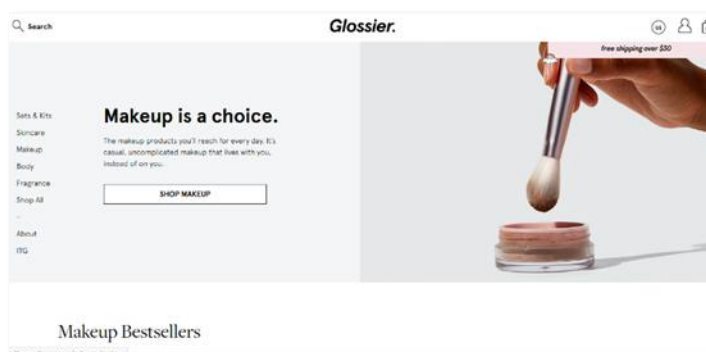 Search
Glossier.
US
free shipping over $30
Sets & Kits
Skincare
Makeup
Body
Fragrance
Shop All
–
About
ITG
Makeup is a choice.
The makeup products you'll reach for every day. It's
casual, uncomplicated makeup that lives with you,
instead of on you.
SHOP MAKEUP
Makeup Bestsellers